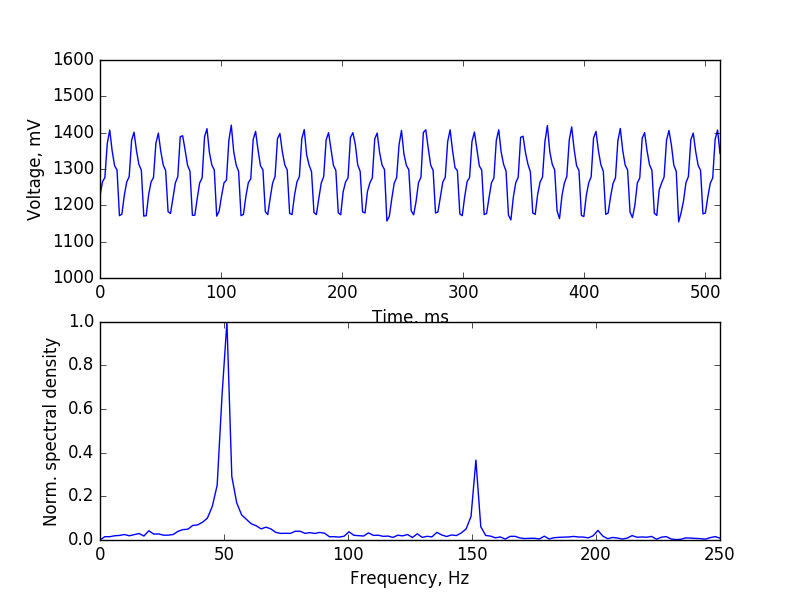 1600
1500
1400
1300
1200
1100
1000
Voltage, mV
0 100 200 300 400 500
Time, ms
1.0
0.8
0.6
0.4
0.2
0.0
Norm. spectral density
0 50 100 150 200 250
Frequency, Hz